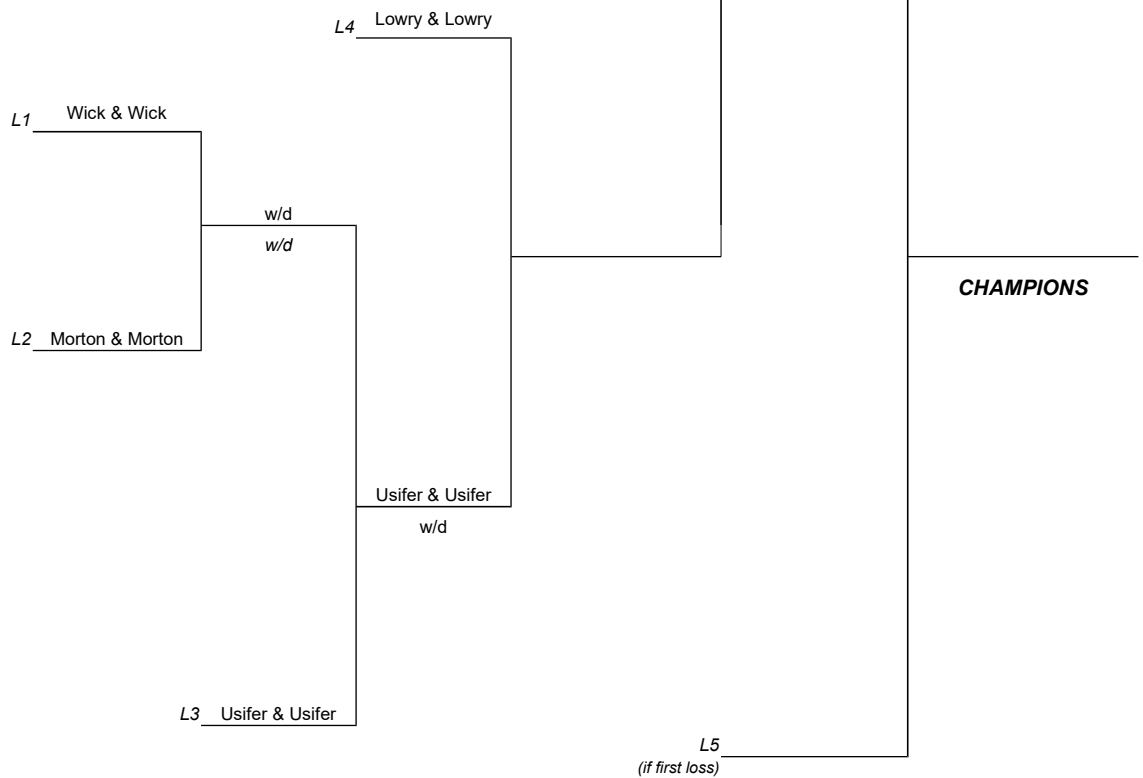 L4 Lowry & Lowry
L1 Wick & Wick
w/d
w/d
CHAMPIONS
L2 Morton & Morton
Usifer & Usifer
w/d
L3 Usifer & Usifer
L5
(if first loss)